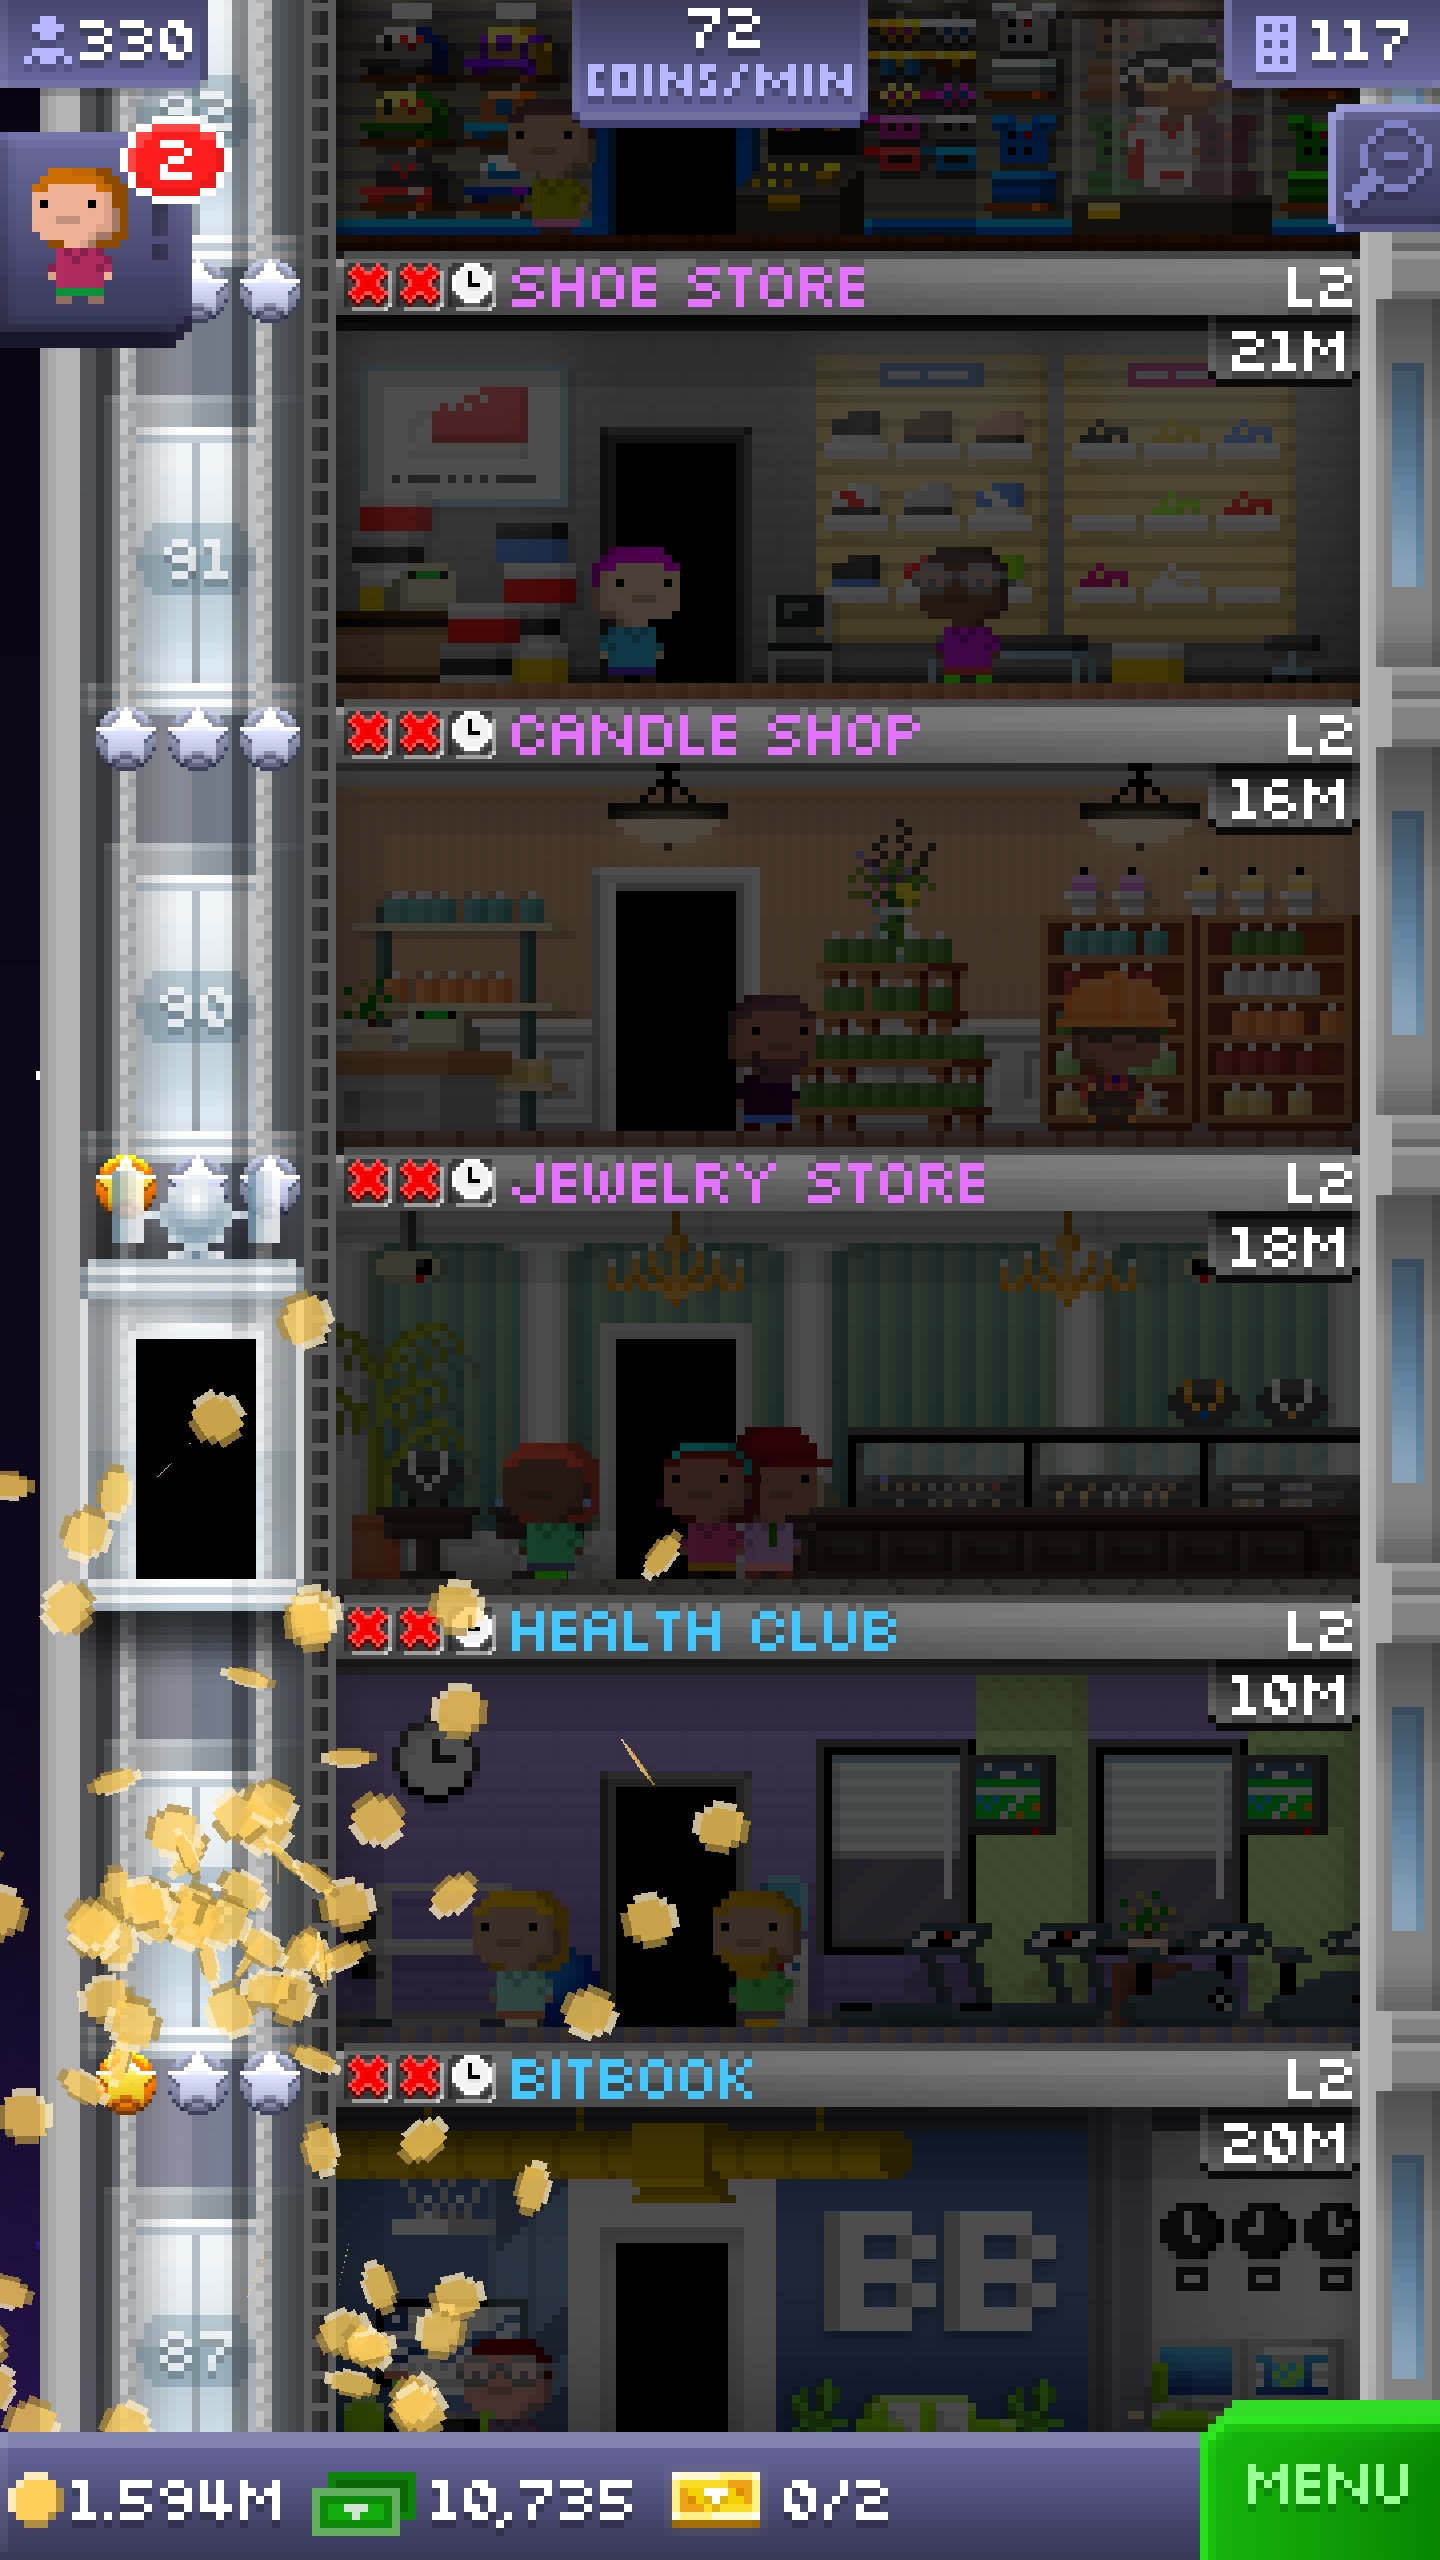 330
72
COINS/MIN
117
2
SHOE STORE
L2
21M
91
CANDLE SHOP
L2
16M
90
JEWELRY STORE
L2
18M
HEALTH CLUB
L2
10M
BITBOOK
L2
20M
BB
87
1.594M
10,735
0/2
MENU